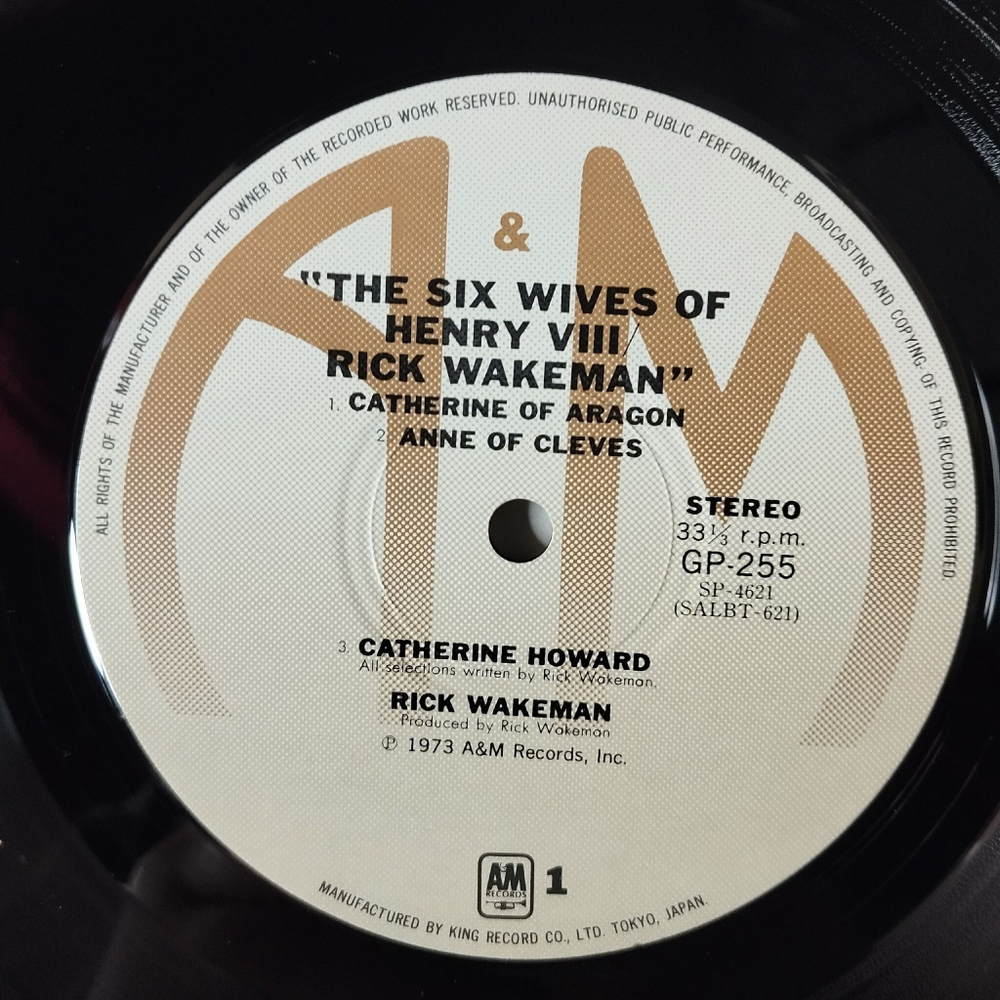 ALL RIGHTS OF THE MANUFACTURER AND OF THE OWNER OF THE RECORDED WORK RESERVED. UNAUTHORISED PUBLIC PERFORMANCE, BROADCASTING AND COPYING OF THIS RECORD PROHIBITED
A & M
"THE SIX WIVES OF
HENRY VIII/
RICK WAKEMAN"
1. CATHERINE OF ARAGON
2. ANNE OF CLEVES
STEREO
33⅓ r.p.m.
GP-255
SP-4621
(SALBT-621)
3. CATHERINE HOWARD
All selections written by Rick Wakeman.
RICK WAKEMAN
Produced by Rick Wakeman
℗ 1973 A&M Records, Inc.
A&M RECORDS 1
MANUFACTURED BY KING RECORD CO., LTD. TOKYO, JAPAN.